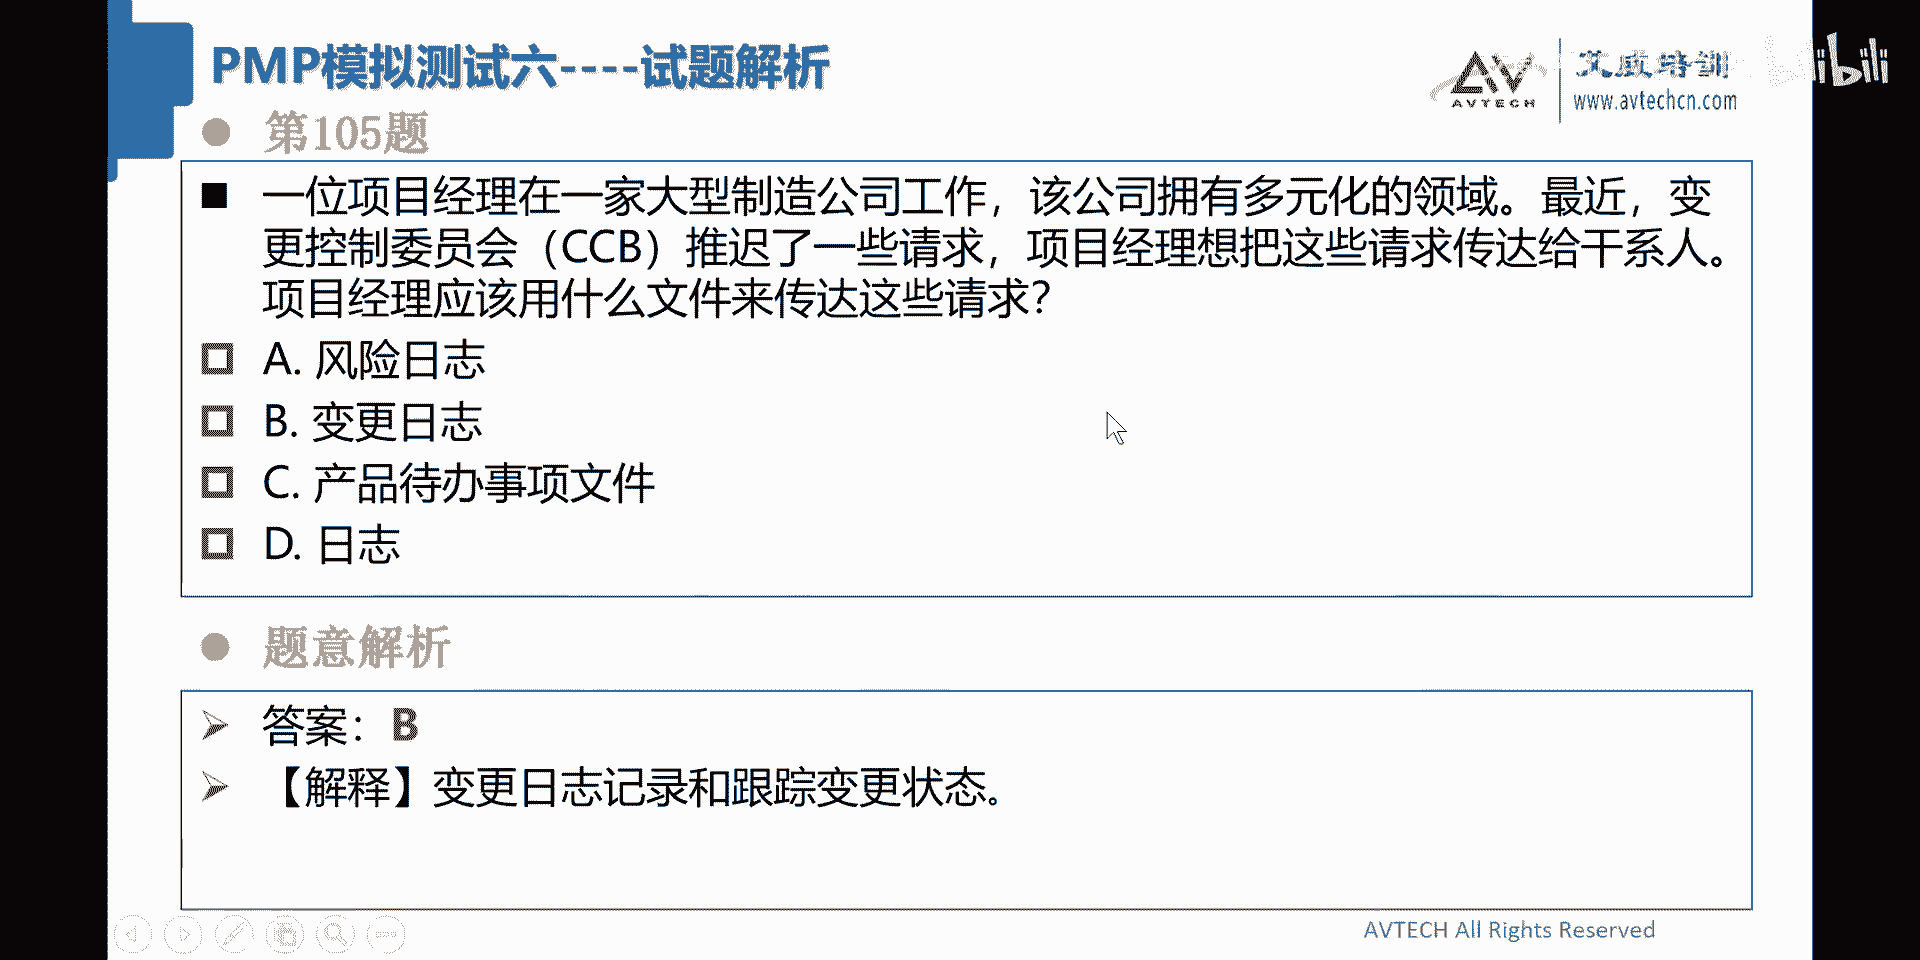 PMP模拟测试六----试题解析
AVTECH
艾威培训
www.avtechcn.com
bilibili
第105题
一位项目经理在一家大型制造公司工作，该公司拥有多元化的领域。最近，变
更控制委员会（CCB）推迟了一些请求，项目经理想把这些请求传达给干系人。
项目经理应该用什么文件来传达这些请求？
A. 风险日志
B. 变更日志
C. 产品待办事项文件
D. 日志
题意解析
答案： B
【解释】变更日志记录和跟踪变更状态。
AVTECH All Rights Reserved